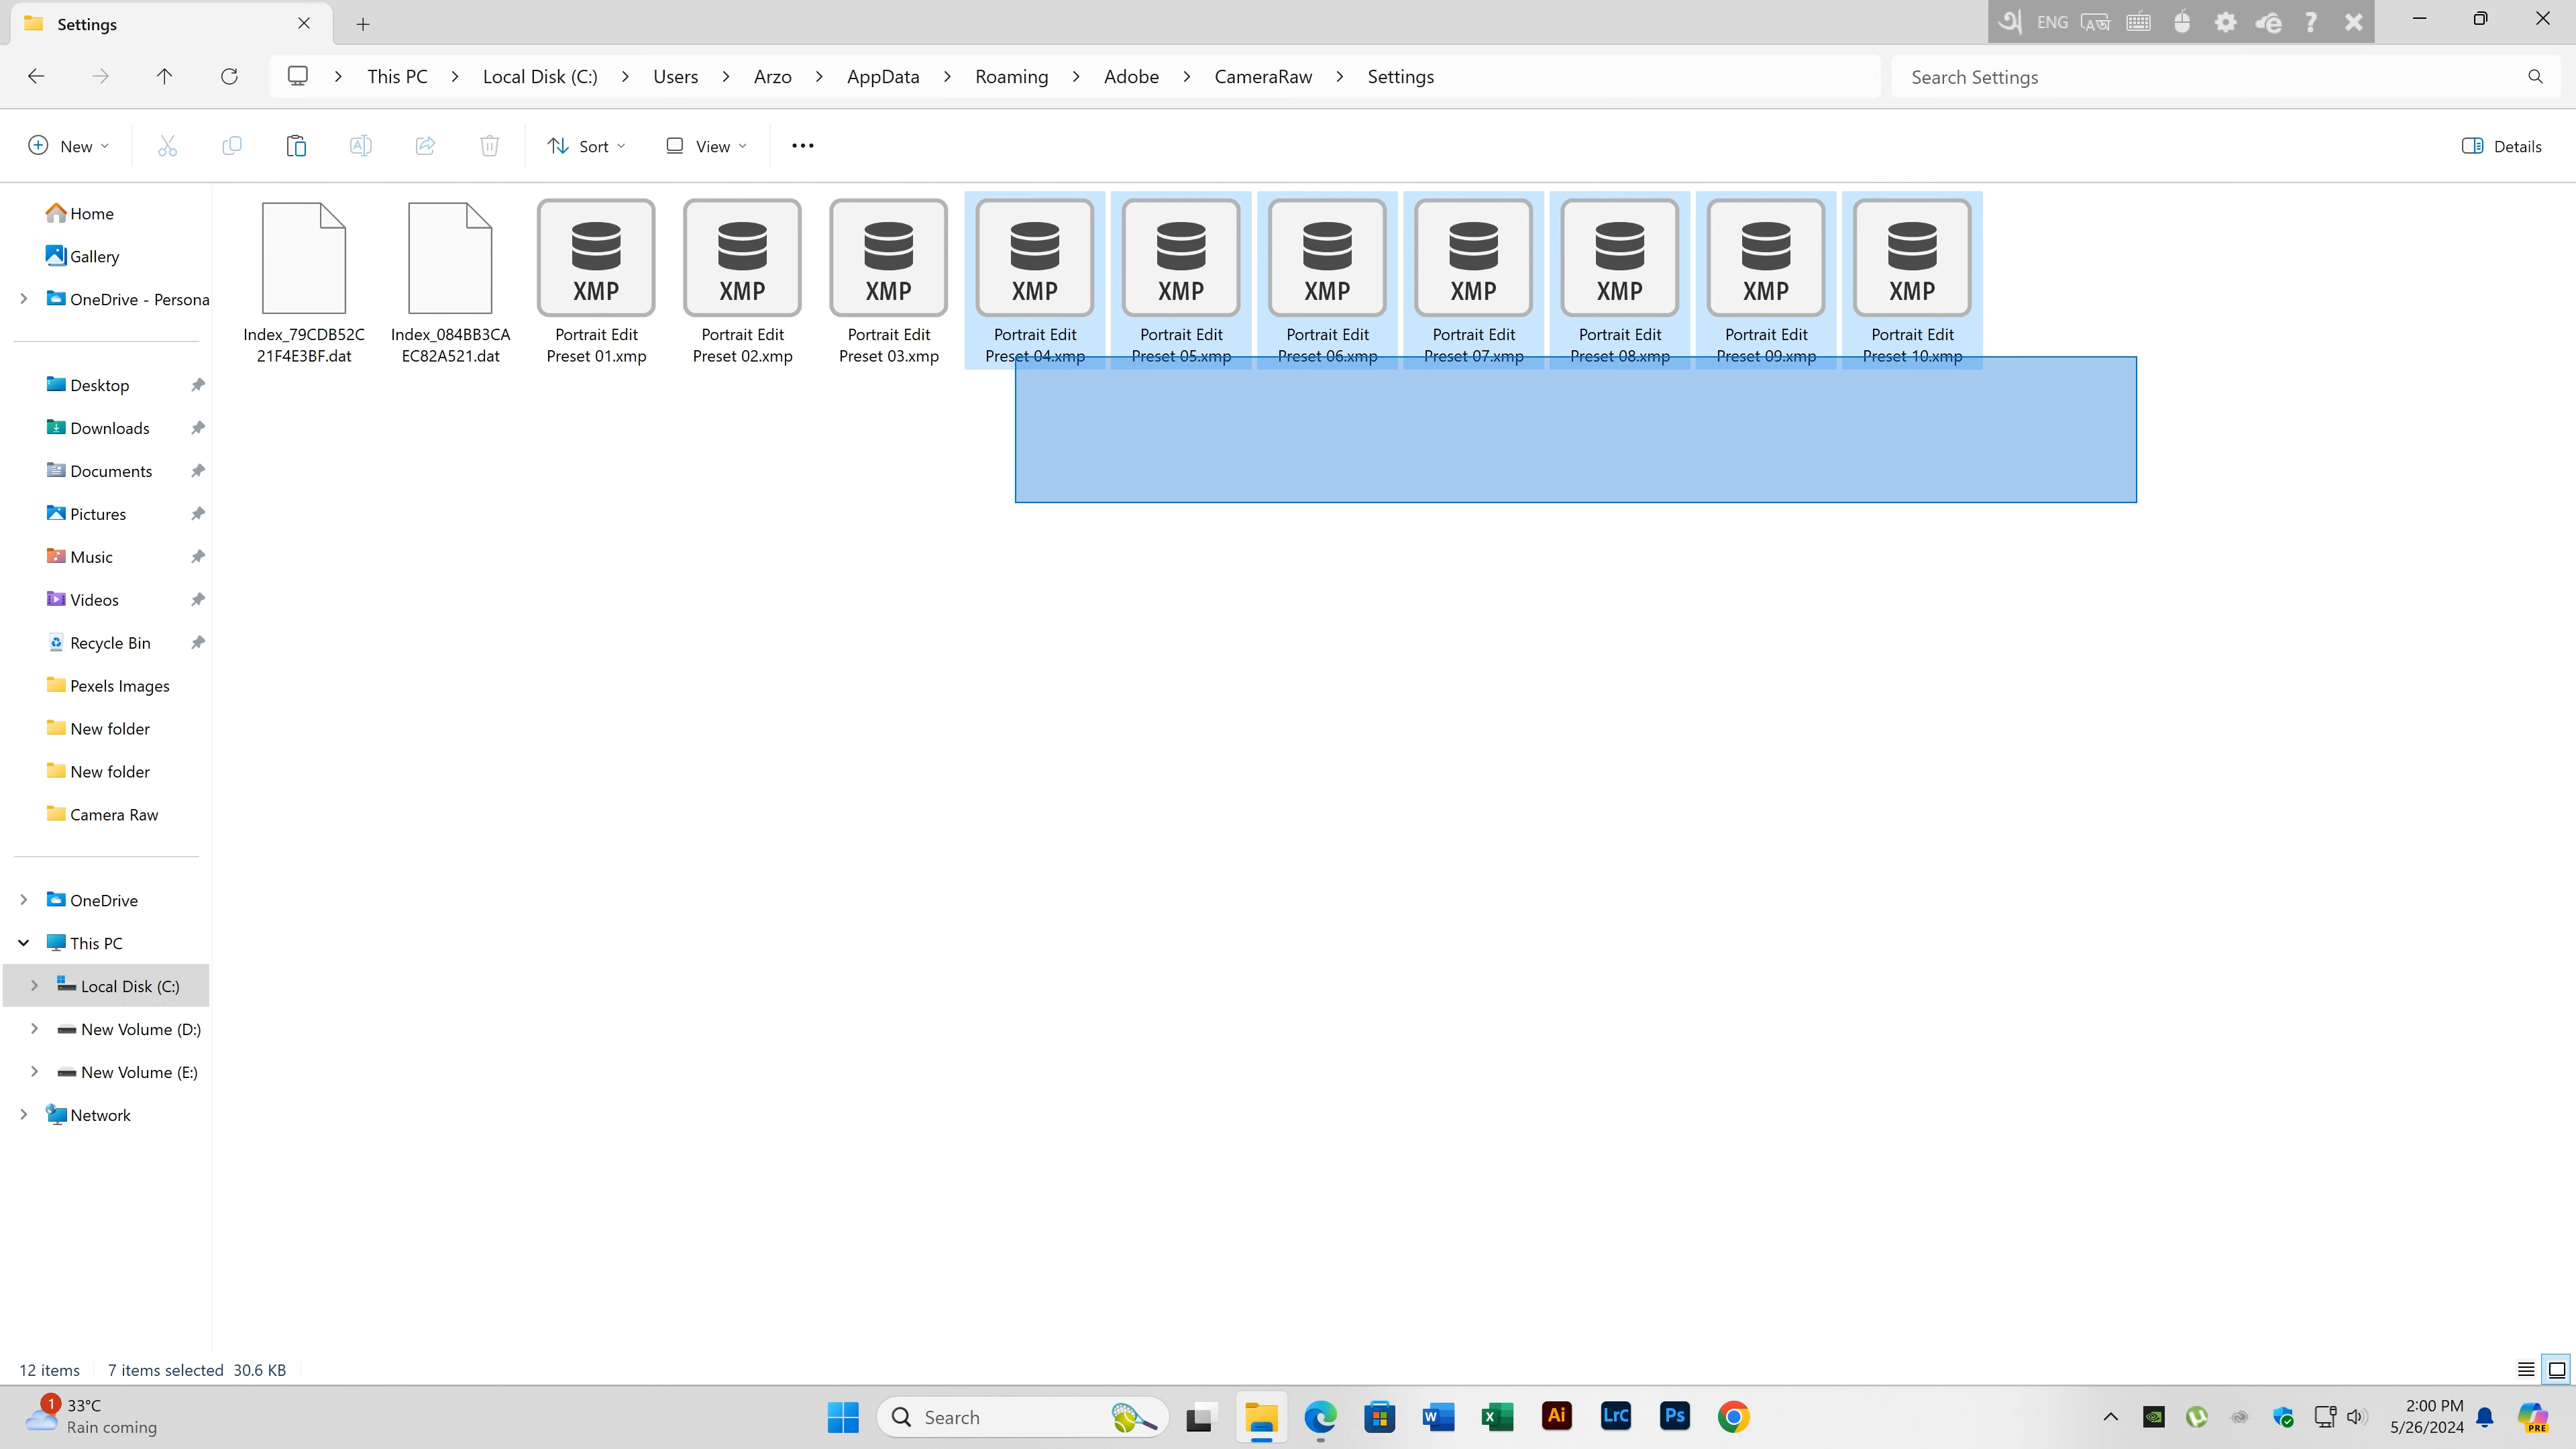 Settings
ENG
This PC
Local Disk (C:)
Users
Arzo
AppData
Roaming
Adobe
CameraRaw
Settings
Search Settings
New
Sort
View
Details
Home
Gallery
OneDrive - Persona
Desktop
Downloads
Documents
Pictures
Music
Videos
Recycle Bin
Pexels Images
New folder
New folder
Camera Raw
OneDrive
This PC
Local Disk (C:)
New Volume (D:)
New Volume (E:)
Network
Index_79CDB52C
21F4E3BF.dat
Index_084BB3CA
EC82A521.dat
XMP
Portrait Edit
Preset 01.xmp
XMP
Portrait Edit
Preset 02.xmp
XMP
Portrait Edit
Preset 03.xmp
XMP
Portrait Edit
Preset 04.xmp
XMP
Portrait Edit
Preset 05.xmp
XMP
Portrait Edit
Preset 06.xmp
XMP
Portrait Edit
Preset 07.xmp
XMP
Portrait Edit
Preset 08.xmp
XMP
Portrait Edit
Preset 09.xmp
XMP
Portrait Edit
Preset 10.xmp
12 items
7 items selected 30.6 KB
1
33°C
Rain coming
Search
W
X
Ai
LrC
Ps
2:00 PM
5/26/2024
PRE